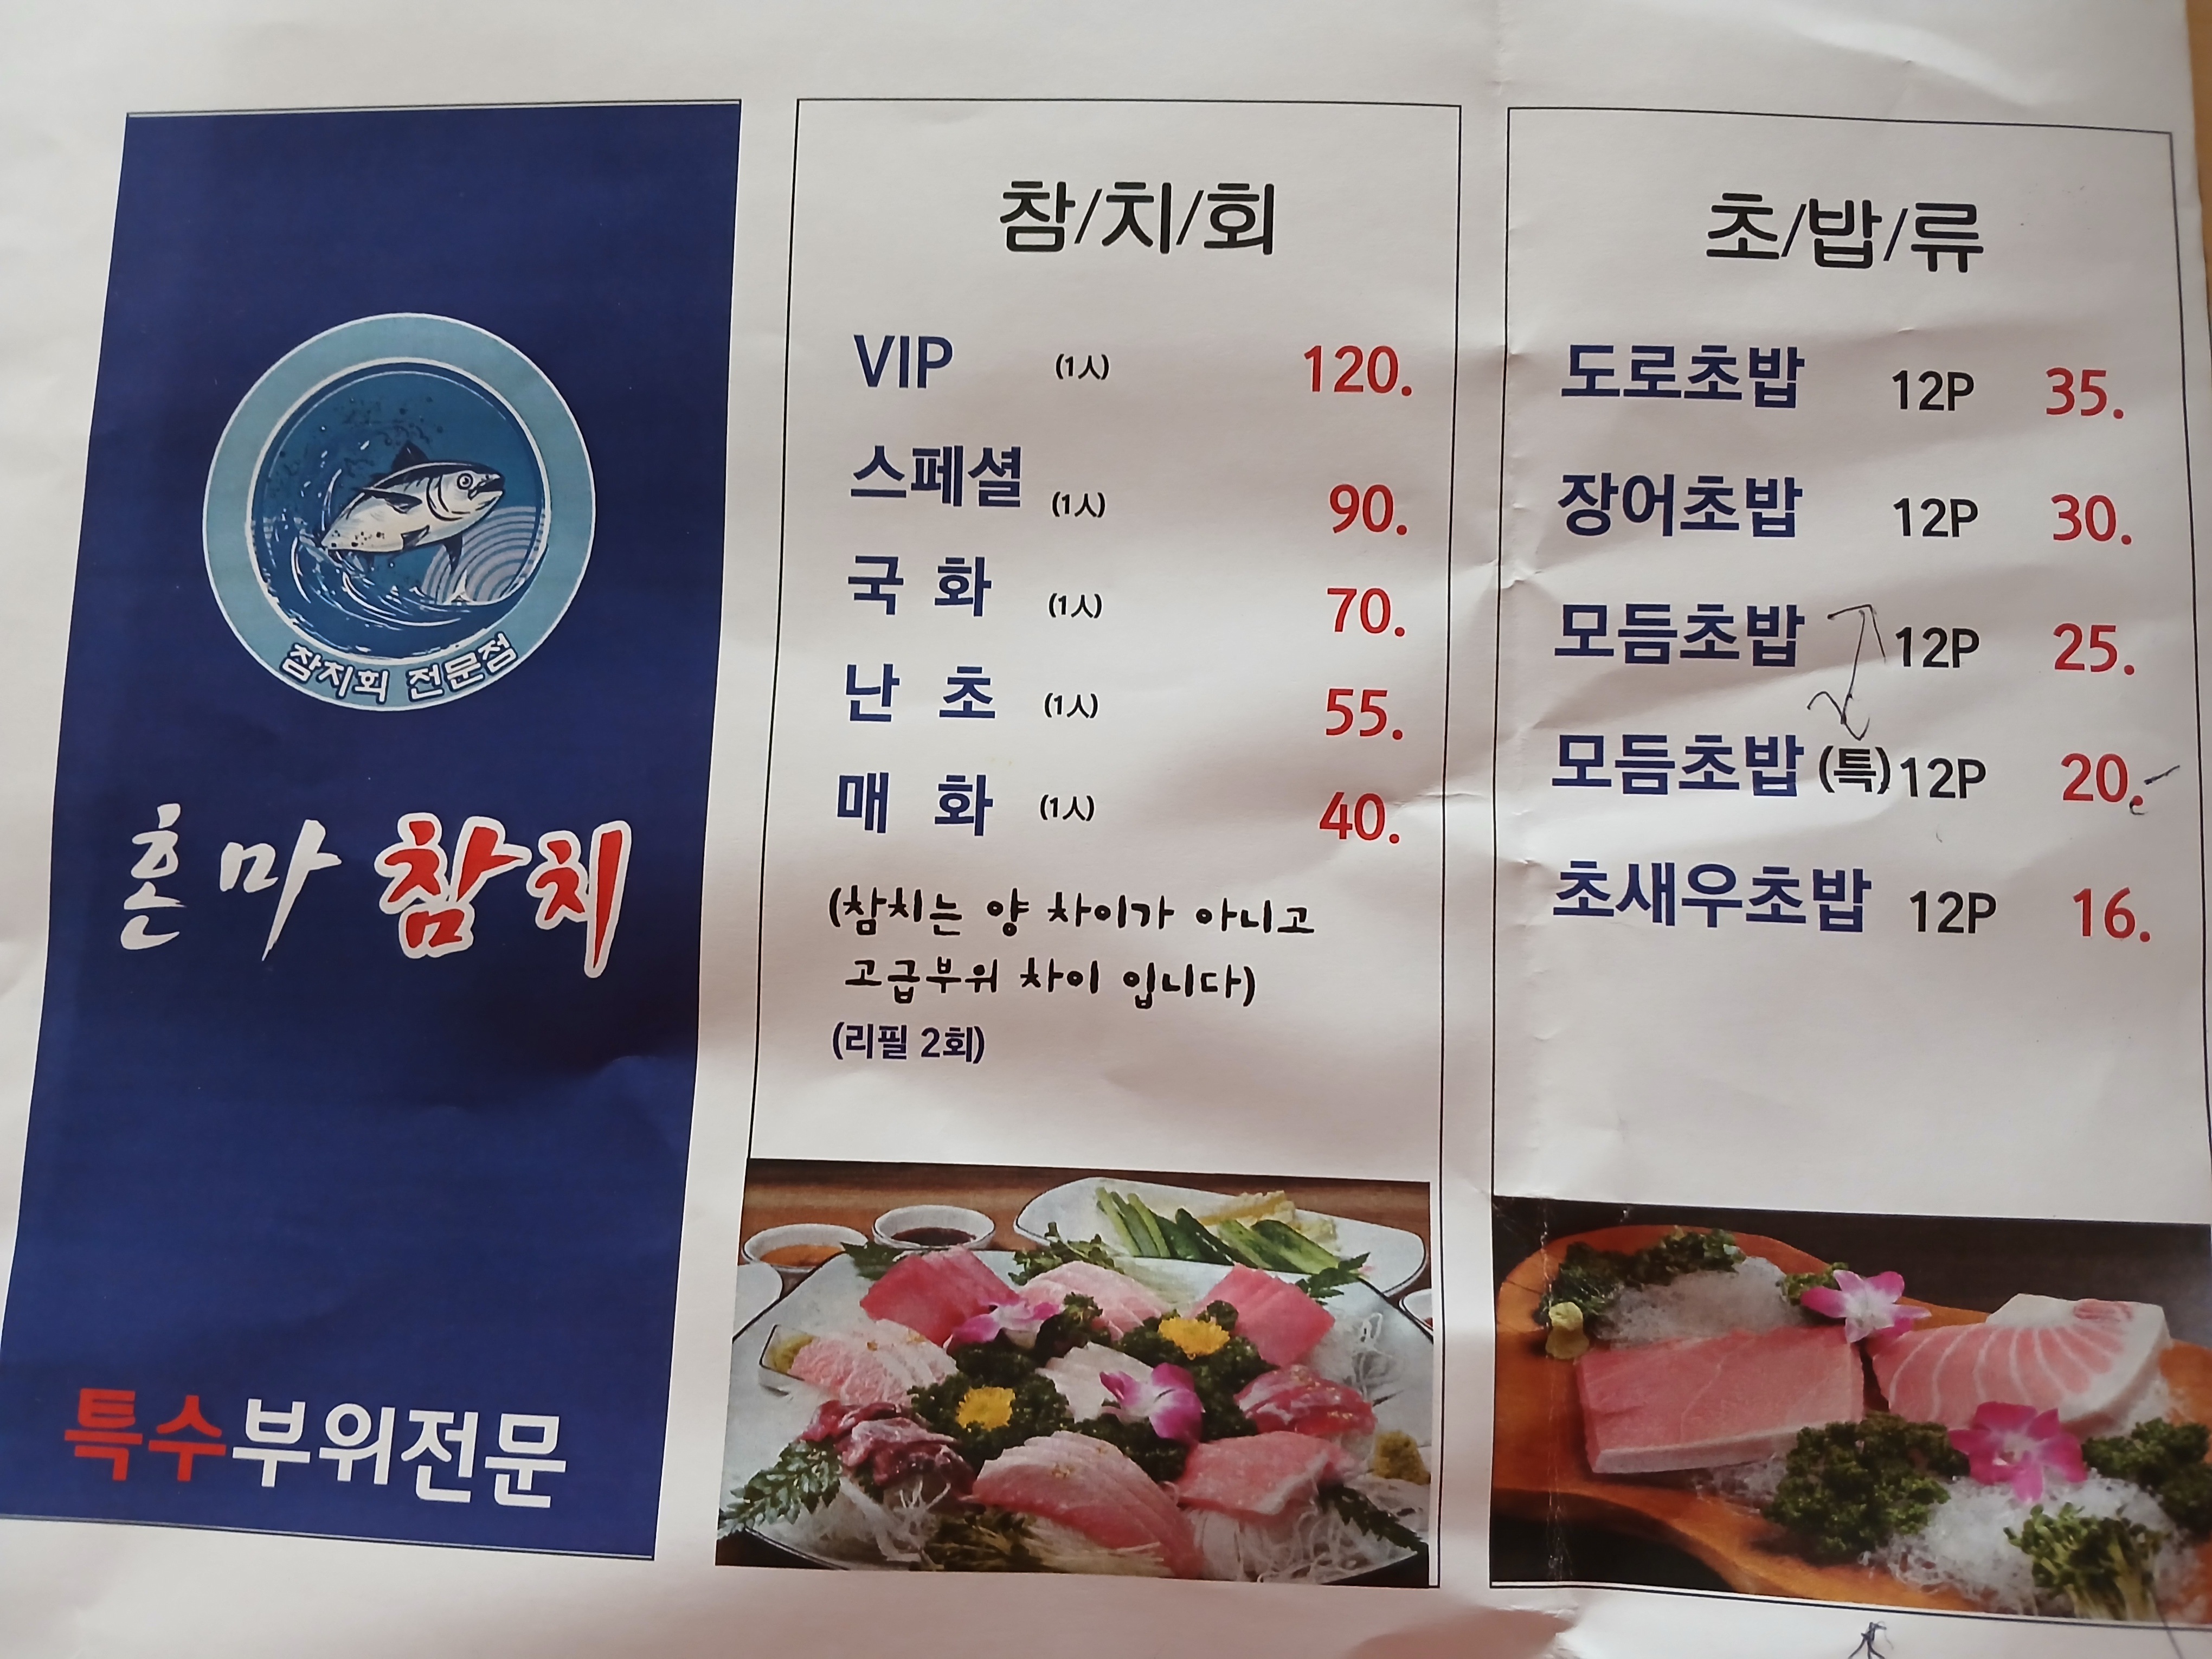 참치회 전문점
혼마 참치
특수부위전문
참/치/회
VIP (1人) 120.
스페셜 (1人) 90.
국 화 (1人) 70.
난 초 (1人) 55.
매 화 (1人) 40.
(참치는 양 차이가 아니고
고급부위 차이 입니다)
(리필 2회)
초/밥/류
도로초밥 12P 35.
장어초밥 12P 30.
모듬초밥 12P 25.
모듬초밥 (특) 12P 20.
초새우초밥 12P 16.